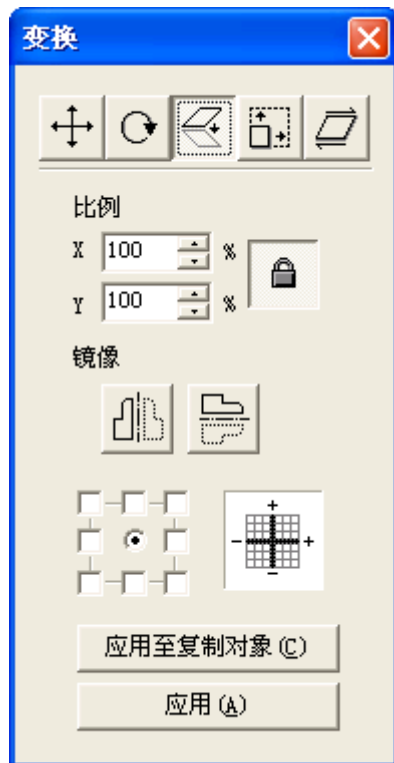 变换
比例
X 100 %
Y 100 %
镜像
+
- +
-
应用至复制对象(C)
应用(A)